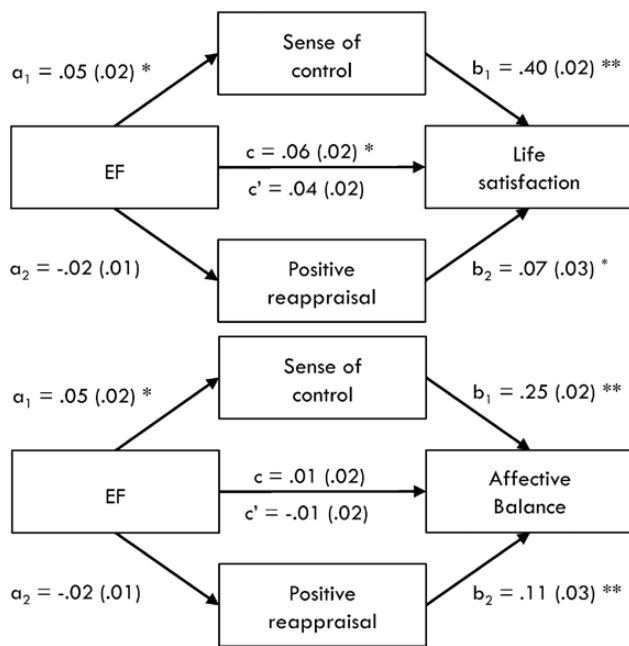 Sense of
control
a₁ = .05 (.02) *
b₁ = .40 (.02) **
EF
c = .06 (.02) *
c' = .04 (.02)
Life
satisfaction
a₂ = -.02 (.01)
Positive
reappraisal
b₂ = .07 (.03) *
Sense of
control
a₁ = .05 (.02) *
b₁ = .25 (.02) **
EF
c = .01 (.02)
c' = -.01 (.02)
Affective
Balance
a₂ = -.02 (.01)
Positive
reappraisal
b₂ = .11 (.03) **